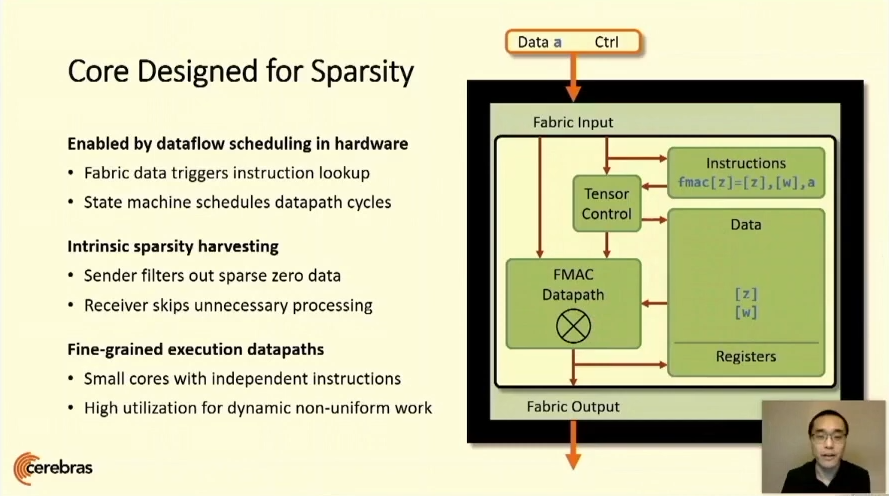 Core Designed for Sparsity
Enabled by dataflow scheduling in hardware
• Fabric data triggers instruction lookup
• State machine schedules datapath cycles
Intrinsic sparsity harvesting
• Sender filters out sparse zero data
• Receiver skips unnecessary processing
Fine-grained execution datapaths
• Small cores with independent instructions
• High utilization for dynamic non-uniform work
cerebras
Data a Ctrl
Fabric Input
Instructions
fmac[z]=[z],[w],a
Tensor
Control
Data
FMAC
Datapath
[z]
[w]
Registers
Fabric Output